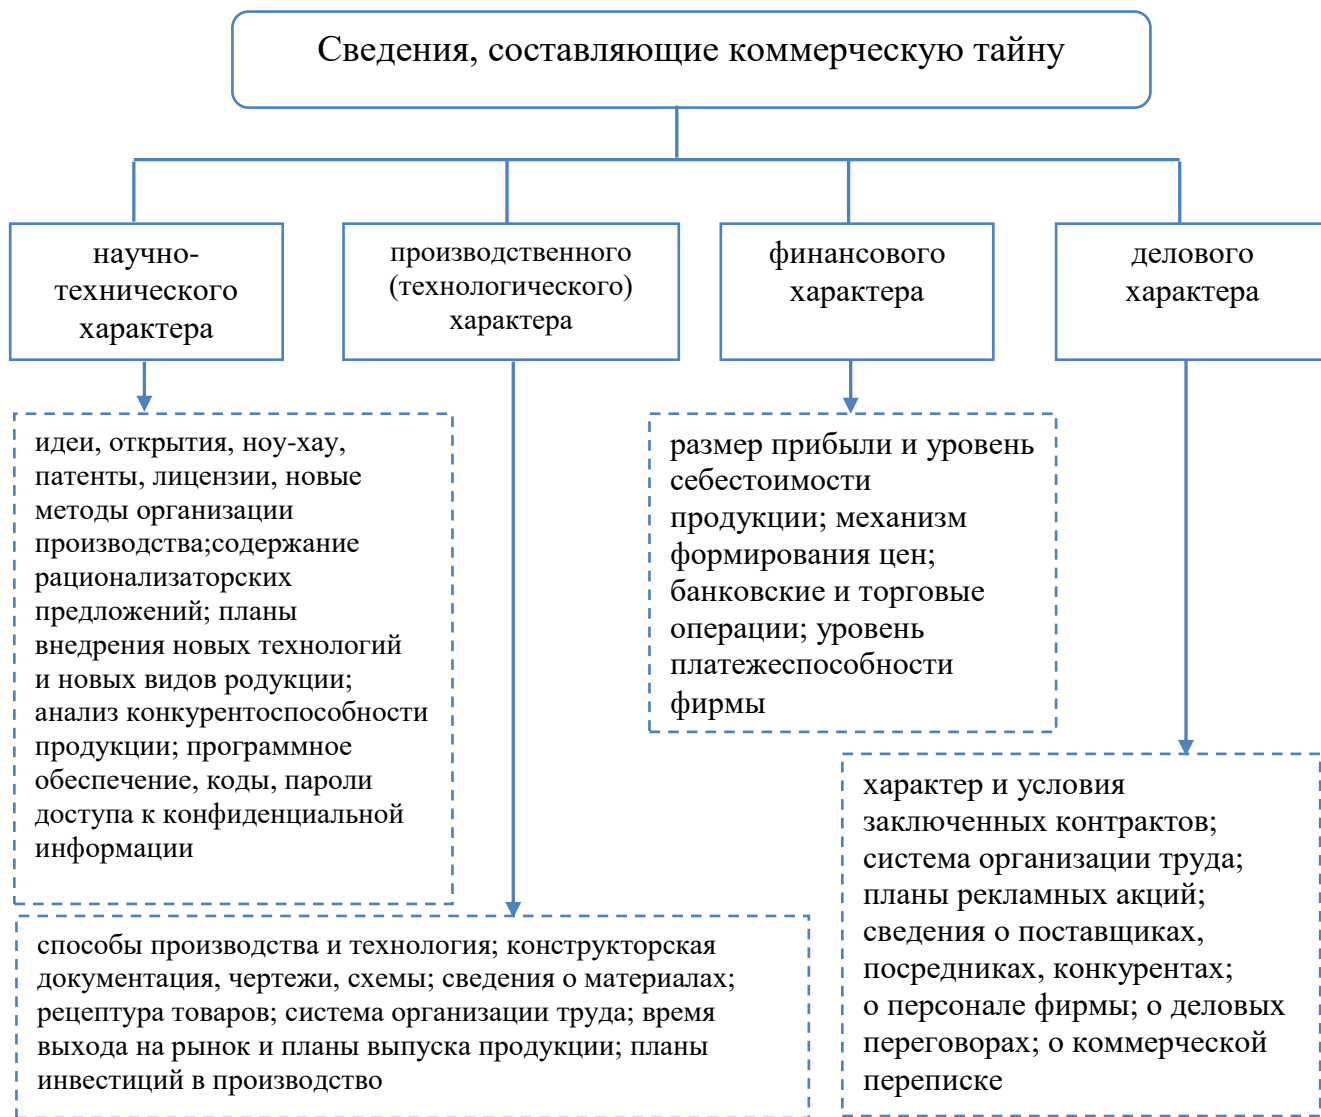 Сведения, составляющие коммерческую тайну
научно-
технического
характера
производственного
(технологического)
характера
финансового
характера
делового
характера
идеи, открытия, ноу-хау,
патенты, лицензии, новые
методы организации
производства;содержание
рационализаторских
предложений; планы
внедрения новых технологий
и новых видов родукции;
анализ конкурентоспособности
продукции; программное
обеспечение, коды, пароли
доступа к конфиденциальной
информации
размер прибыли и уровень
себестоимости
продукции; механизм
формирования цен;
банковские и торговые
операции; уровень
платежеспособности
фирмы
характер и условия
заключенных контрактов;
система организации труда;
планы рекламных акций;
сведения о поставщиках,
посредниках, конкурентах;
о персонале фирмы; о деловых
переговорах; о коммерческой
переписке
способы производства и технология; конструкторская
документация, чертежи, схемы; сведения о материалах;
рецептура товаров; система организации труда; время
выхода на рынок и планы выпуска продукции; планы
инвестиций в производство